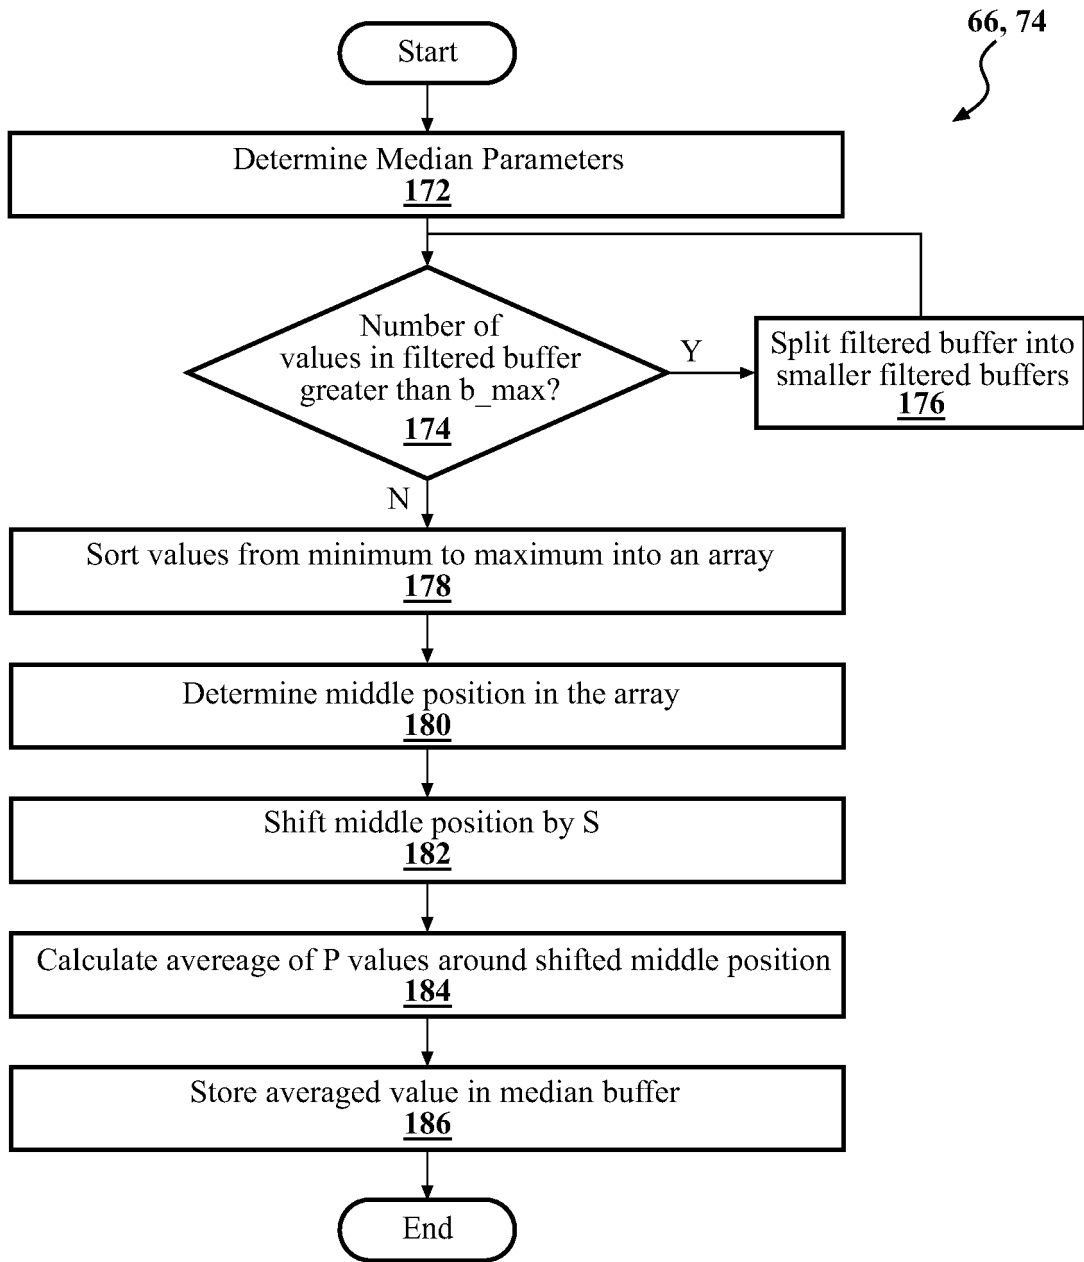 66, 74
Start
Determine Median Parameters
172
Number of
values in filtered buffer
greater than b_max?
174
Y
Split filtered buffer into
smaller filtered buffers
176
N
Sort values from minimum to maximum into an array
178
Determine middle position in the array
180
Shift middle position by S
182
Calculate avereage of P values around shifted middle position
184
Store averaged value in median buffer
186
End